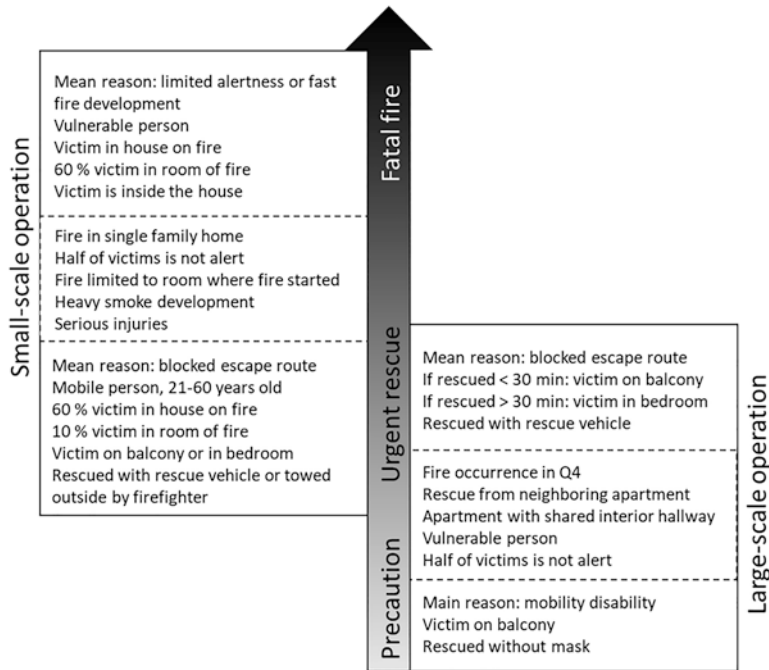 Small-scale operation
Mean reason: limited alertness or fast
fire development
Vulnerable person
Victim in house on fire
60 % victim in room of fire
Victim is inside the house
Fire in single family home
Half of victims is not alert
Fire limited to room where fire started
Heavy smoke development
Serious injuries
Mean reason: blocked escape route
Mobile person, 21-60 years old
60 % victim in house on fire
10 % victim in room of fire
Victim on balcony or in bedroom
Rescued with rescue vehicle or towed
outside by firefighter
Fatal fire
Urgent rescue
Precaution
Mean reason: blocked escape route
If rescued < 30 min: victim on balcony
If rescued > 30 min: victim in bedroom
Rescued with rescue vehicle
Fire occurrence in Q4
Rescue from neighboring apartment
Apartment with shared interior hallway
Vulnerable person
Half of victims is not alert
Main reason: mobility disability
Victim on balcony
Rescued without mask
Large-scale operation